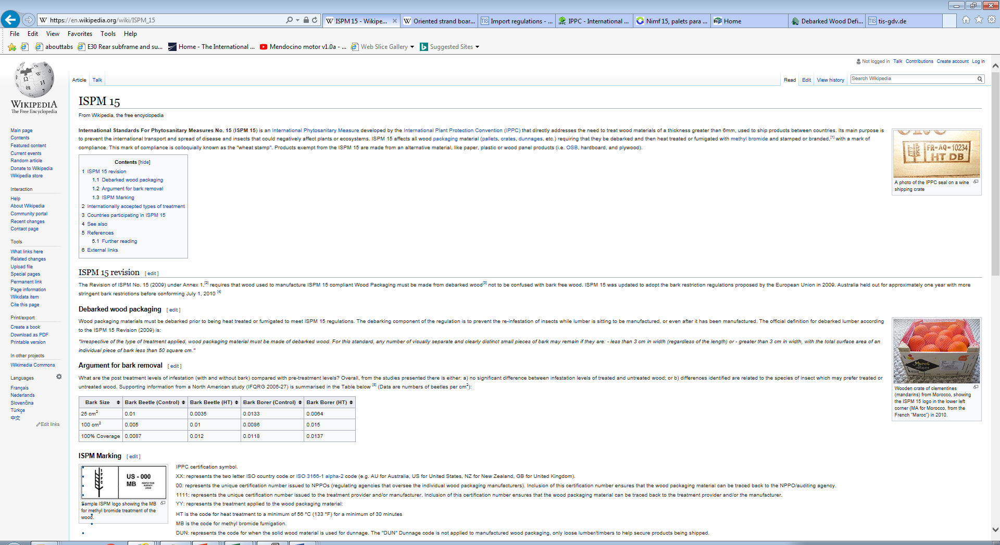 https://en.wikipedia.org/wiki/ISPM_15
ISPM 15 - Wikipe...
Oriented strand boar...
TIS Import regulations - ...
IPPC - International ...
Nimf 15, palets para ...
Home
Debarked Wood Defi...
TIS tis-gdv.de
File Edit View Favorites Tools Help
abouttabs
E30 Rear subframe and su...
Home - The International ...
Mendocino motor v1.0a - ...
Web Slice Gallery
Suggested Sites
Not logged in Talk Contributions Create account Log in
Article Talk
Read Edit View history
Search Wikipedia
WIKIPEDIA
The Free Encyclopedia
Main page
Contents
Featured content
Current events
Random article
Donate to Wikipedia
Wikipedia store
Interaction
Help
About Wikipedia
Community portal
Recent changes
Contact page
Tools
What links here
Related changes
Upload file
Special pages
Permanent link
Page information
Wikidata item
Cite this page
Print/export
Create a book
Download as PDF
Printable version
In other projects
Wikimedia Commons
Languages
Français
Nederlands
Slovenčina
Türkçe
中文
Edit links
ISPM 15
From Wikipedia, the free encyclopedia
International Standards For Phytosanitary Measures No. 15 (ISPM 15) is an International Phytosanitary Measure developed by the International Plant Protection Convention (IPPC) that directly addresses the need to treat wood materials of a thickness greater than 6mm, used to ship products between countries. Its main purpose is
to prevent the international transport and spread of disease and insects that could negatively affect plants or ecosystems. ISPM 15 affects all wood packaging material (pallets, crates, dunnages, etc.) requiring that they be debarked and then heat treated or fumigated with methyl bromide and stamped or branded,[1] with a mark of
compliance. This mark of compliance is colloquially known as the "wheat stamp". Products exempt from the ISPM 15 are made from an alternative material, like paper, plastic or wood panel products (i.e. OSB, hardboard, and plywood).
FR-AQ-10234
HT DB
A photo of the IPPC seal on a wine
shipping crate
Contents [hide]
1 ISPM 15 revision
1.1 Debarked wood packaging
1.2 Argument for bark removal
1.3 ISPM Marking
2 Internationally accepted types of treatment
3 Countries participating in ISPM 15
4 See also
5 References
5.1 Further reading
6 External links
ISPM 15 revision [ edit ]
The Revision of ISPM No. 15 (2009) under Annex 1,[2] requires that wood used to manufacture ISPM 15 compliant Wood Packaging must be made from debarked wood[3] not to be confused with bark free wood. ISPM 15 was updated to adopt the bark restriction regulations proposed by the European Union in 2009. Australia held out for approximately one year with more
stringent bark restrictions before conforming July 1, 2010 [4]
Debarked wood packaging [ edit ]
Wood packaging materials must be debarked prior to being heat treated or fumigated to meet ISPM 15 regulations. The debarking component of the regulation is to prevent the re-infestation of insects while lumber is sitting to be manufactured, or even after it has been manufactured. The official definition for debarked lumber according
to the ISPM 15 Revision (2009) is:
"Irrespective of the type of treatment applied, wood packaging material must be made of debarked wood. For this standard, any number of visually separate and clearly distinct small pieces of bark may remain if they are: - less than 3 cm in width (regardless of the length) or - greater than 3 cm in width, with the total surface area of an
individual piece of bark less than 50 square cm."
Maroc
select
Wooden crate of clementines
(mandarins) from Morocco, showing
the ISPM 15 logo in the lower left
corner (MA for Morocco, from the
French "Maroc") in 2010.
Argument for bark removal [ edit ]
What are the post treatment levels of infestation (with and without bark) compared with pre-treatment levels? Overall, from the studies presented there is either: a) no significant difference between infestation levels of treated and untreated wood; or b) differences identified are related to the species of insect which may prefer treated or
untreated wood. Supporting information from a North American study (IFQRG 2005-27) is summarised in the Table below [5] (Data are numbers of beetles per cm2):
Bark Size Bark Beetle (Control) Bark Beetle (HT) Bark Borer (Control) Bark Borer (HT)
25 cm2 0.01 0.0035 0.0133 0.0064
100 cm2 0.005 0.01 0.0086 0.015
100% Coverage 0.0087 0.012 0.0118 0.0137
ISPM Marking [ edit ]
IPPC
US - 000
MB
INSPECTION
AGENCY
LOGO
Sample ISPM logo showing the MB
for methyl bromide treatment of the
wood.
IPPC certification symbol.
XX: represents the two letter ISO country code or ISO 3166-1 alpha-2 code (e.g. AU for Australia, US for United States, NZ for New Zealand, GB for United Kingdom).
00: represents the unique certification number issued to NPPOs (regulating agencies that oversee the individual wood packaging manufacturers). Inclusion of this certification number ensures that the wood packaging material can be traced back to the NPPO/auditing agency.
1111: represents the unique certification number issued to the treatment provider and/or manufacturer. Inclusion of this certification number ensures that the wood packaging material can be traced back to the treatment provider and/or the manufacturer.
YY: represents the treatment applied to the wood packaging material:
HT is the code for heat treatment to a minimum of 56 °C (133 °F) for a minimum of 30 minutes
MB is the code for methyl bromide fumigation.
DUN: represents the code for when the solid wood material is used for dunnage. The "DUN" Dunnage code is not applied to manufactured wood packaging, only loose lumber/timbers to help secure products being shipped.